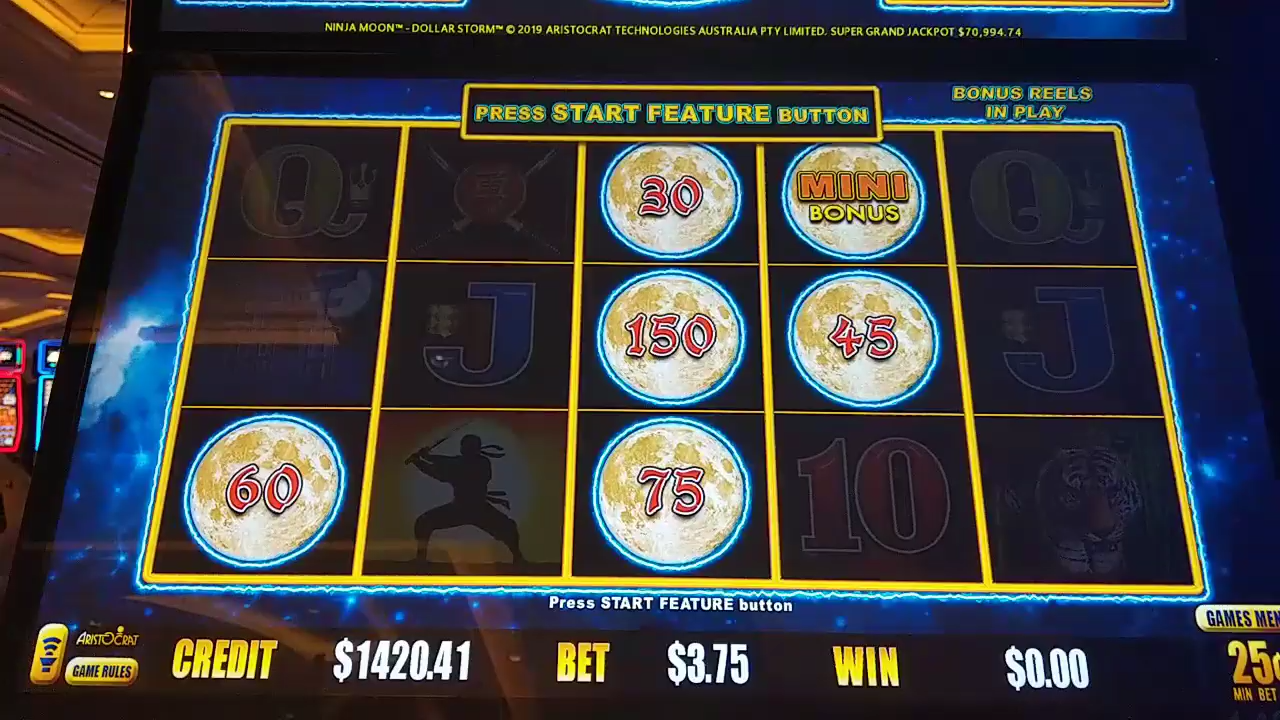 NINJA MOON™ - DOLLAR STORM™ © 2019 ARISTOCRAT TECHNOLOGIES AUSTRALIA PTY LIMITED. SUPER GRAND JACKPOT $70,994.74
PRESS START FEATURE BUTTON
BONUS REELS
IN PLAY
Q
30
MINI
BONUS
Q
J
150
45
J
60
75
10
Press START FEATURE button
GAMES MEN
ARISTOCRAT
GAME RULES
CREDIT $1420.41 BET $3.75 WIN $0.00
25¢
MIN BET